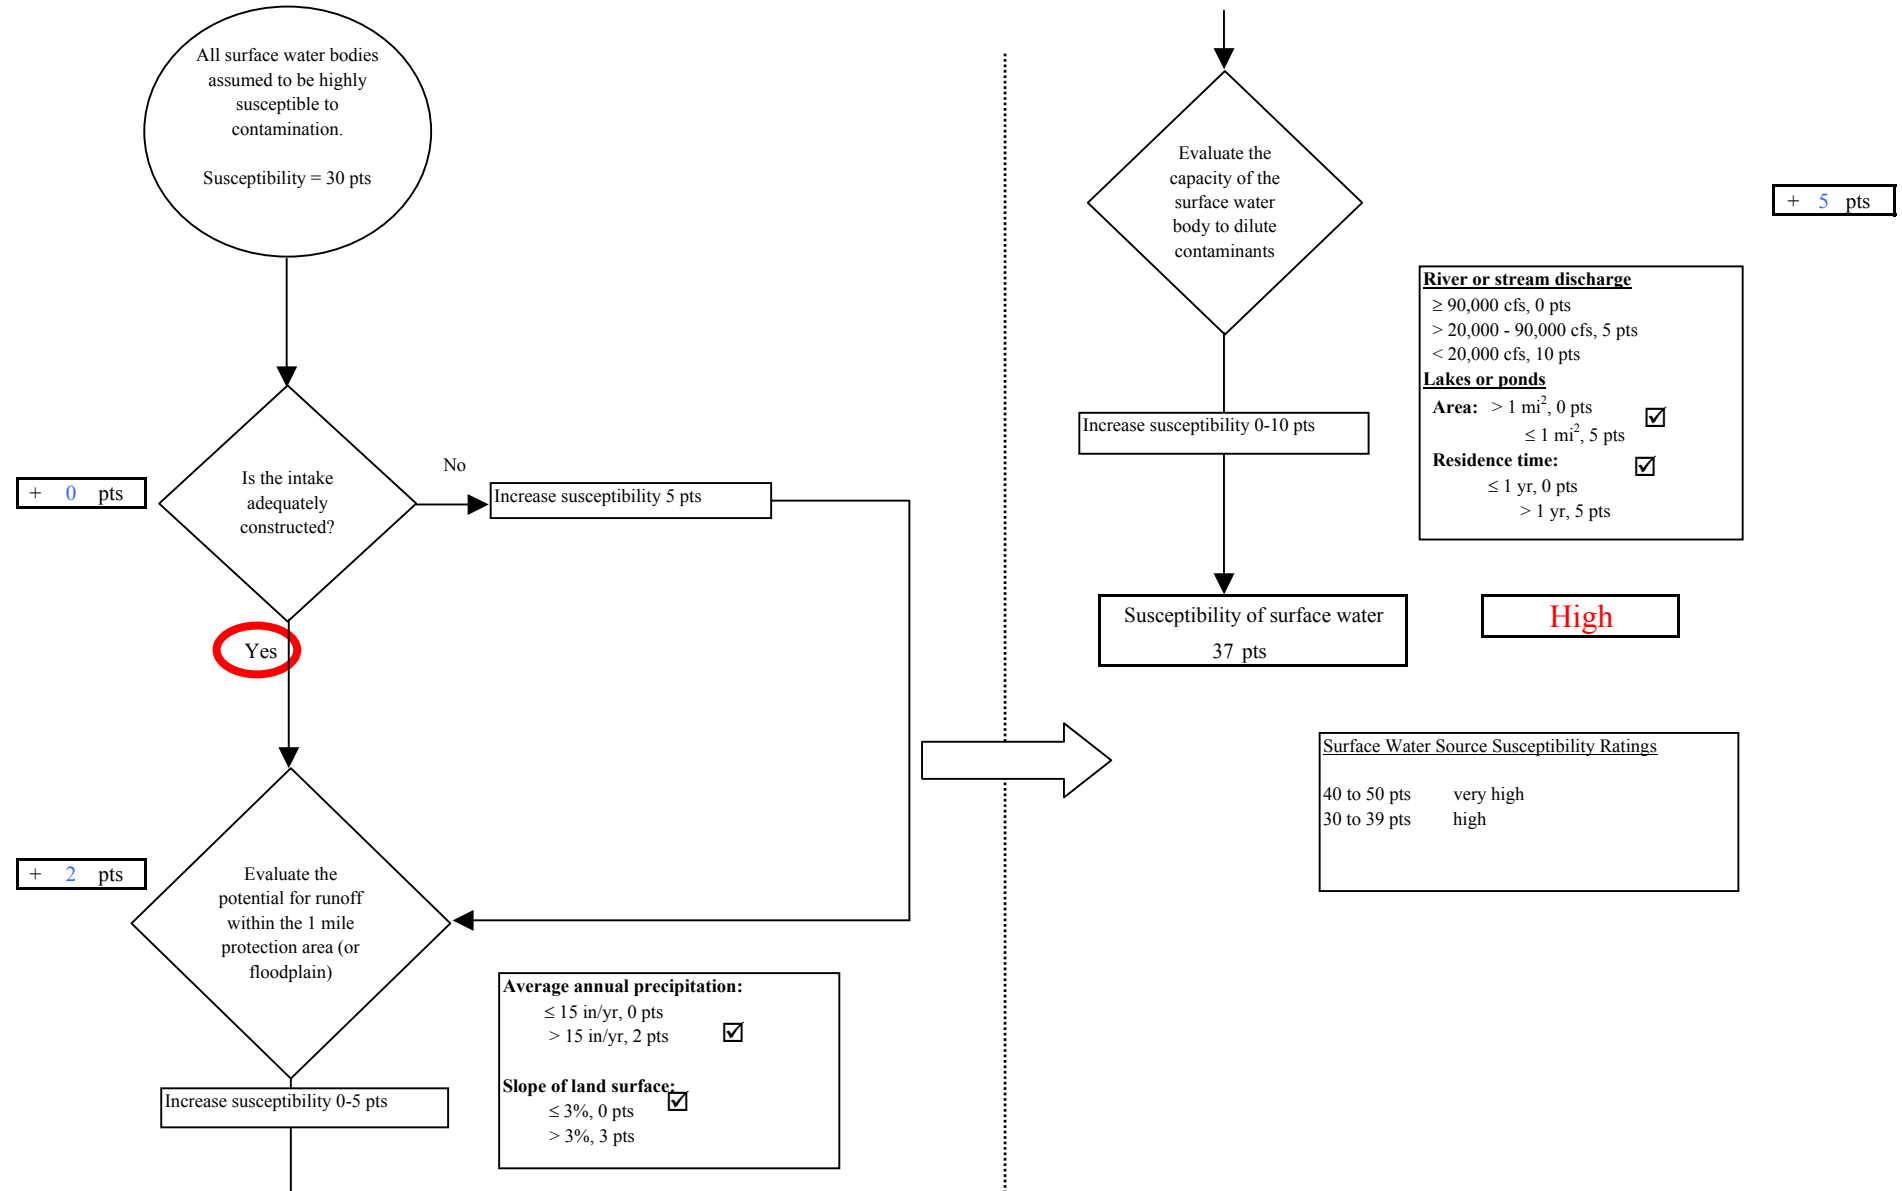 All surface water bodies
assumed to be highly
susceptible to
contamination.
Susceptibility = 30 pts
+ 0 pts
Is the intake
adequately
constructed?
No
Increase susceptibility 5 pts
Yes
+ 2 pts
Evaluate the
potential for runoff
within the 1 mile
protection area (or
floodplain)
Average annual precipitation:
≤ 15 in/yr, 0 pts
> 15 in/yr, 2 pts
Slope of land surface:
≤ 3%, 0 pts
> 3%, 3 pts
Increase susceptibility 0-5 pts
Evaluate the
capacity of the
surface water
body to dilute
contaminants
+ 5 pts
River or stream discharge
≥ 90,000 cfs, 0 pts
> 20,000 - 90,000 cfs, 5 pts
< 20,000 cfs, 10 pts
Lakes or ponds
Area: > 1 mi², 0 pts
≤ 1 mi², 5 pts
Residence time:
≤ 1 yr, 0 pts
> 1 yr, 5 pts
Increase susceptibility 0-10 pts
Susceptibility of surface water
37 pts
High
Surface Water Source Susceptibility Ratings
40 to 50 pts very high
30 to 39 pts high